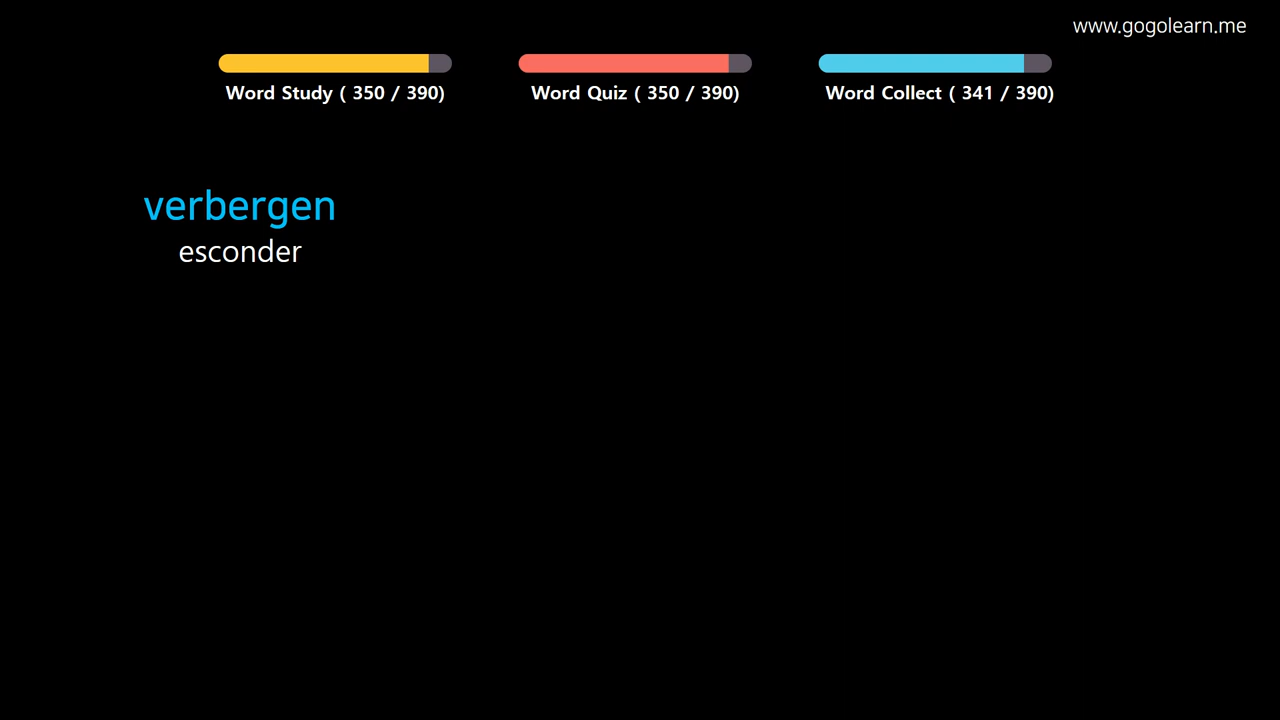 www.gogolearn.me
Word Study ( 350 / 390)
Word Quiz ( 350 / 390)
Word Collect ( 341 / 390)
verbergen
esconder